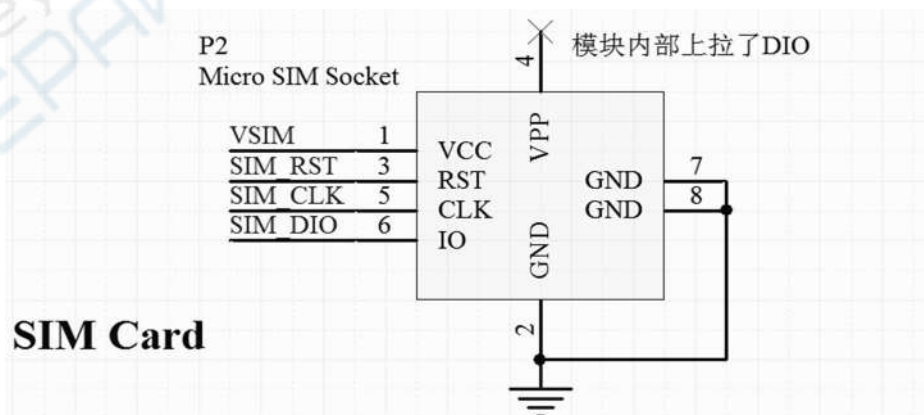 P2
Micro SIM Socket
模块内部上拉了DIO
4
VPP
VSIM 1 VCC
SIM_RST 3 RST
SIM_CLK 5 CLK
SIM_DIO 6 IO
GND 7
GND 8
GND
2
SIM Card